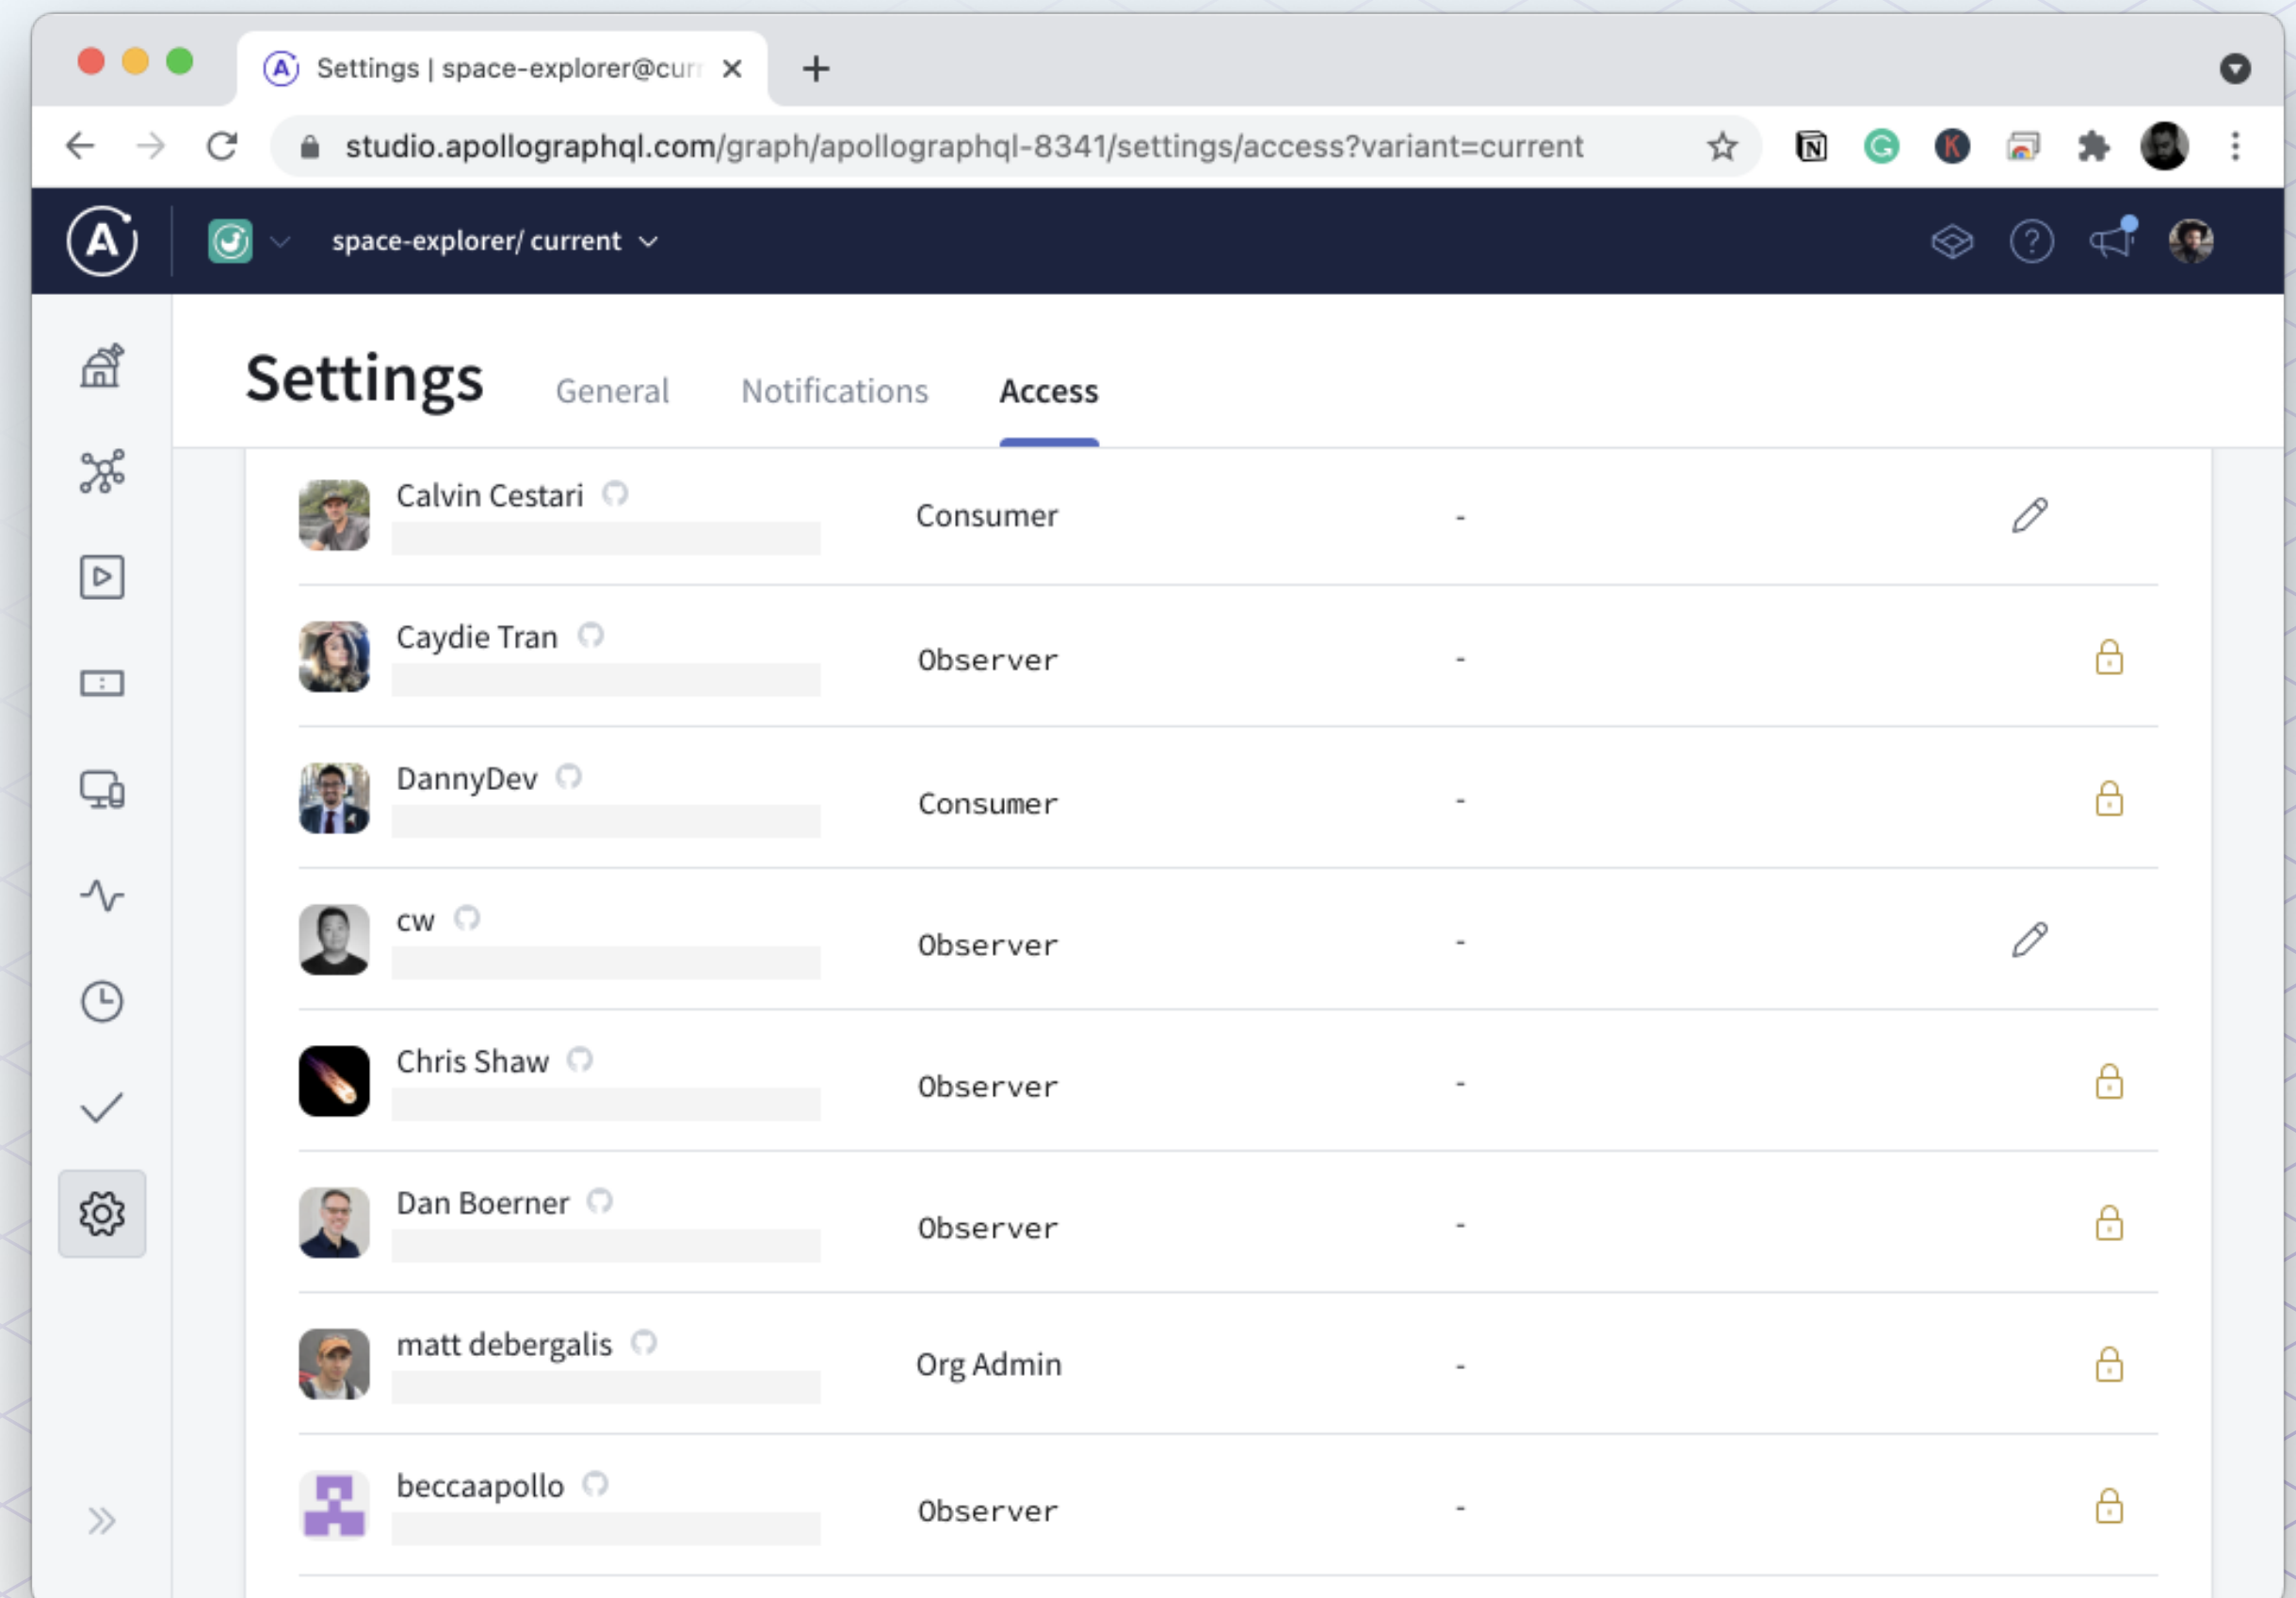 Settings | space-explorer@curr
studio.apollographql.com/graph/apollographql-8341/settings/access?variant=current
space-explorer/ current
Settings General Notifications Access
Calvin Cestari
Consumer -
Caydie Tran
Observer -
DannyDev
Consumer -
cw
Observer -
Chris Shaw
Observer -
Dan Boerner
Observer -
matt debergalis
Org Admin -
beccaapollo
Observer -